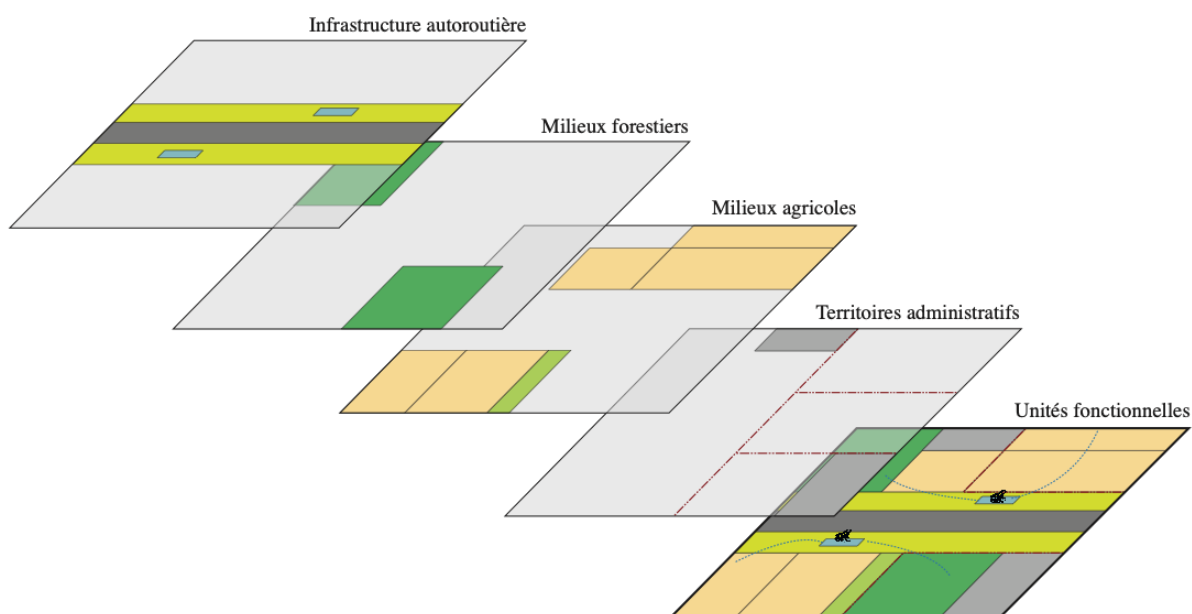 Infrastructure autoroutière
Milieux forestiers
Milieux agricoles
Territoires administratifs
Unités fonctionnelles